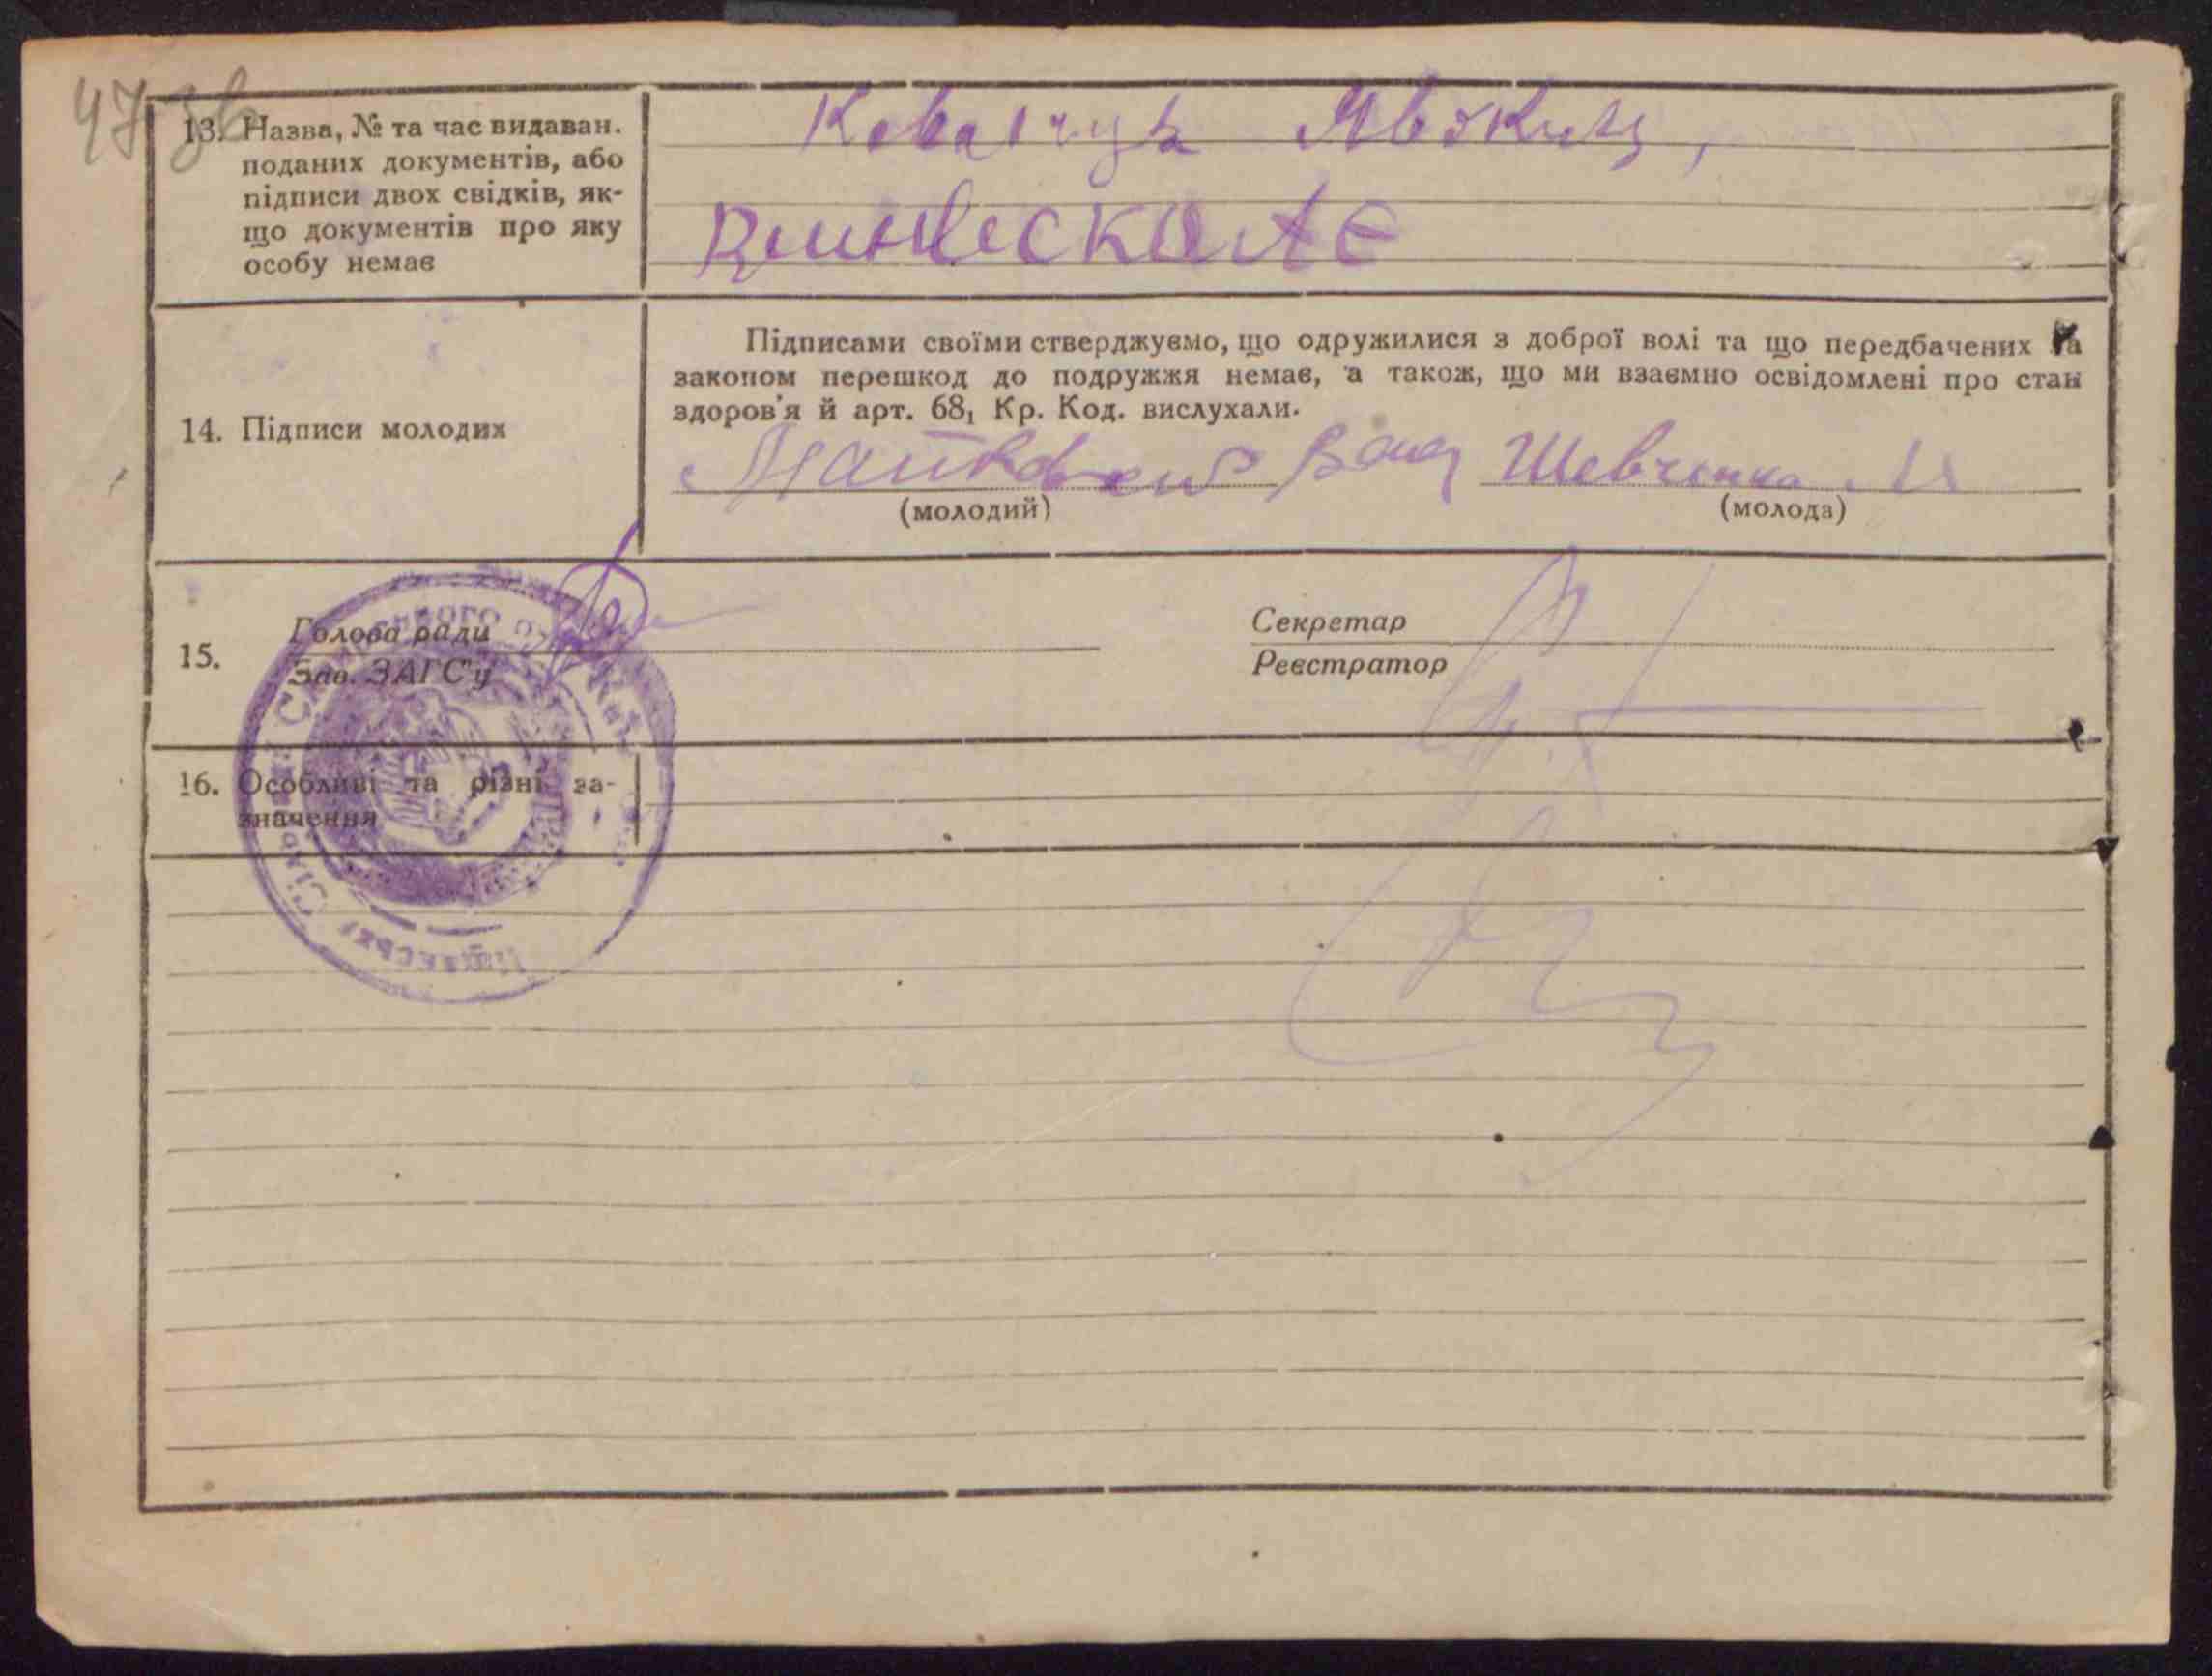 47 зв
13. Назва, № та час видаван.
поданих документів, або
підписи двох свідків, як-
що документів про яку
особу немає
Ковальчук
14. Підписи молодих
Підписами своїми стверджуємо, що одружилися з доброї волі та що передбачених за
законом перешкод до подружжя немає, а також, що ми взаємно освідомлені про стан
здоров'я й арт. 68₁ Кр. Код. вислухали.
Шевченко
(молодий) (молода)
15. Голова ради
Зав. ЗАГС'у
Секретар
Реєстратор
16. Особливі та різні за-
значення